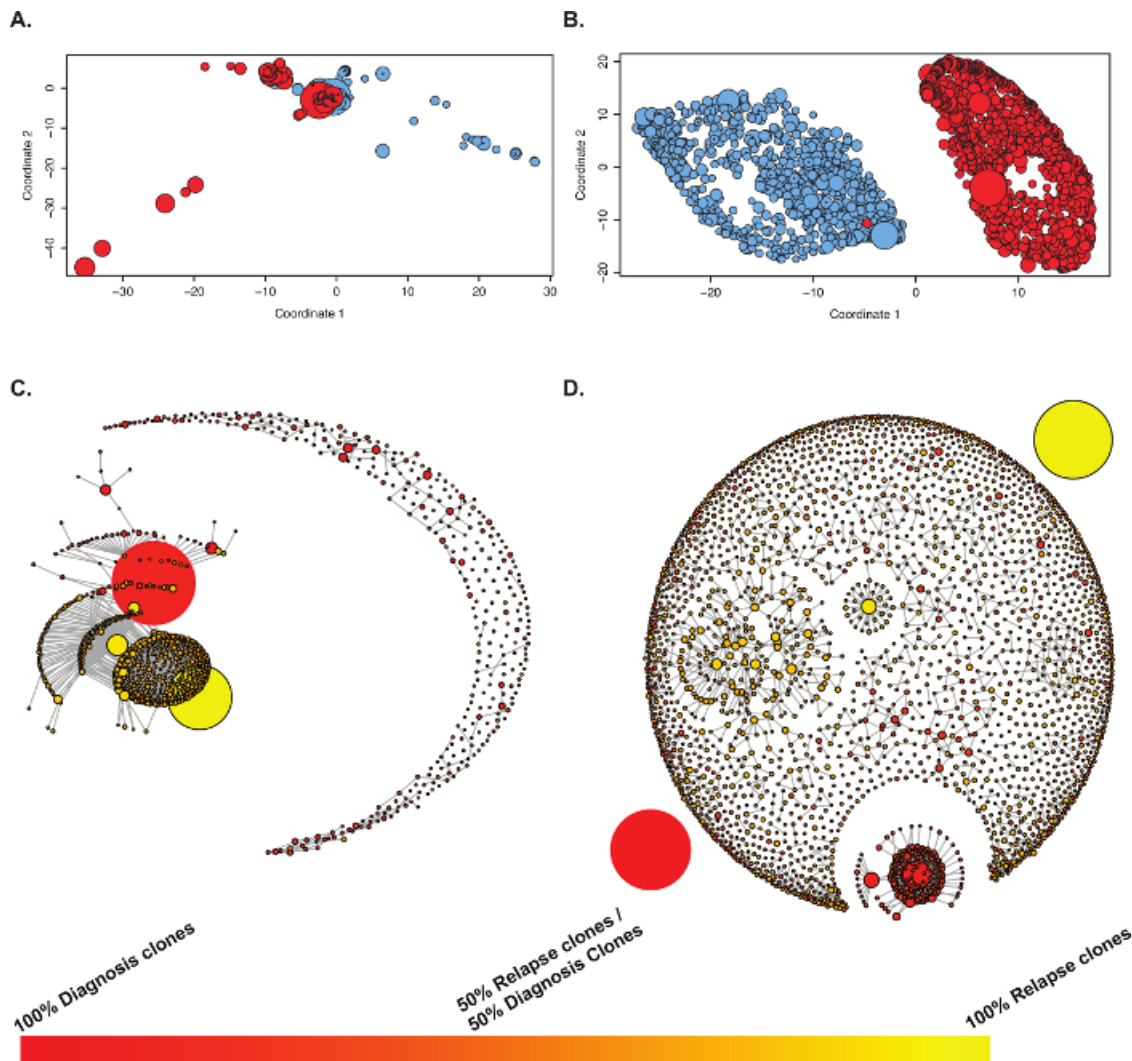 A.
B.
0
−10
−20
−30
−40
Coordinate 2
−30
−20
−10
0
10
20
30
Coordinate 1
20
10
0
−10
−20
Coordinate 2
−20
−10
0
10
Coordinate 1
C.
D.
100% Diagnosis clones
50% Relapse clones /
50% Diagnosis Clones
100% Relapse clones